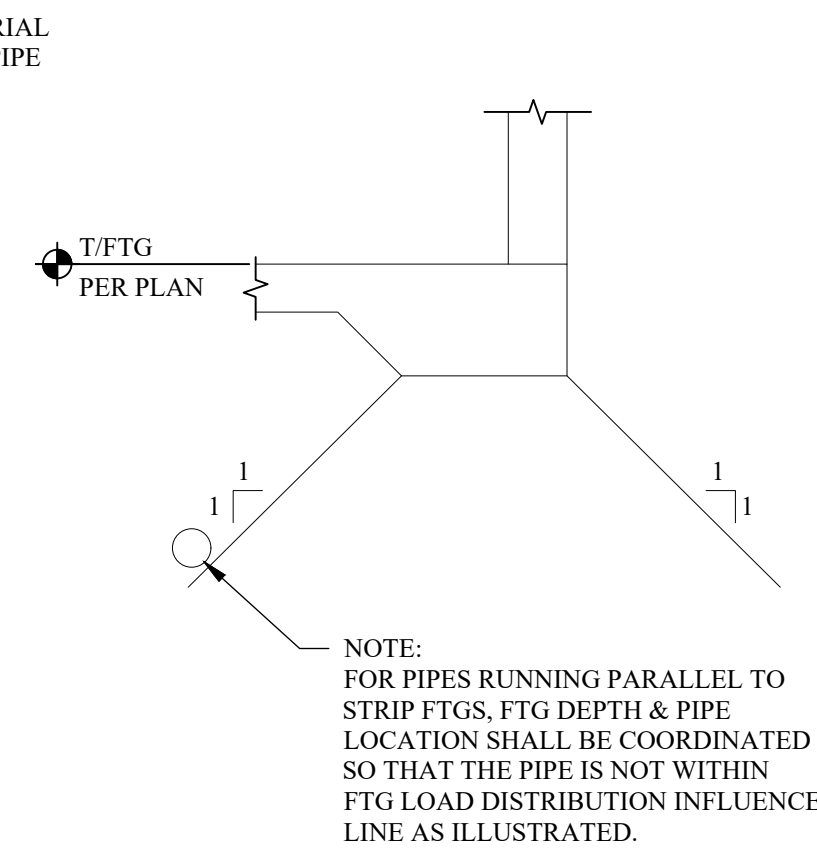 RIAL
PIPE
T/FTG
PER PLAN
1
1
1
1
NOTE:
FOR PIPES RUNNING PARALLEL TO
STRIP FTGS, FTG DEPTH & PIPE
LOCATION SHALL BE COORDINATED
SO THAT THE PIPE IS NOT WITHIN
FTG LOAD DISTRIBUTION INFLUENCE
LINE AS ILLUSTRATED.